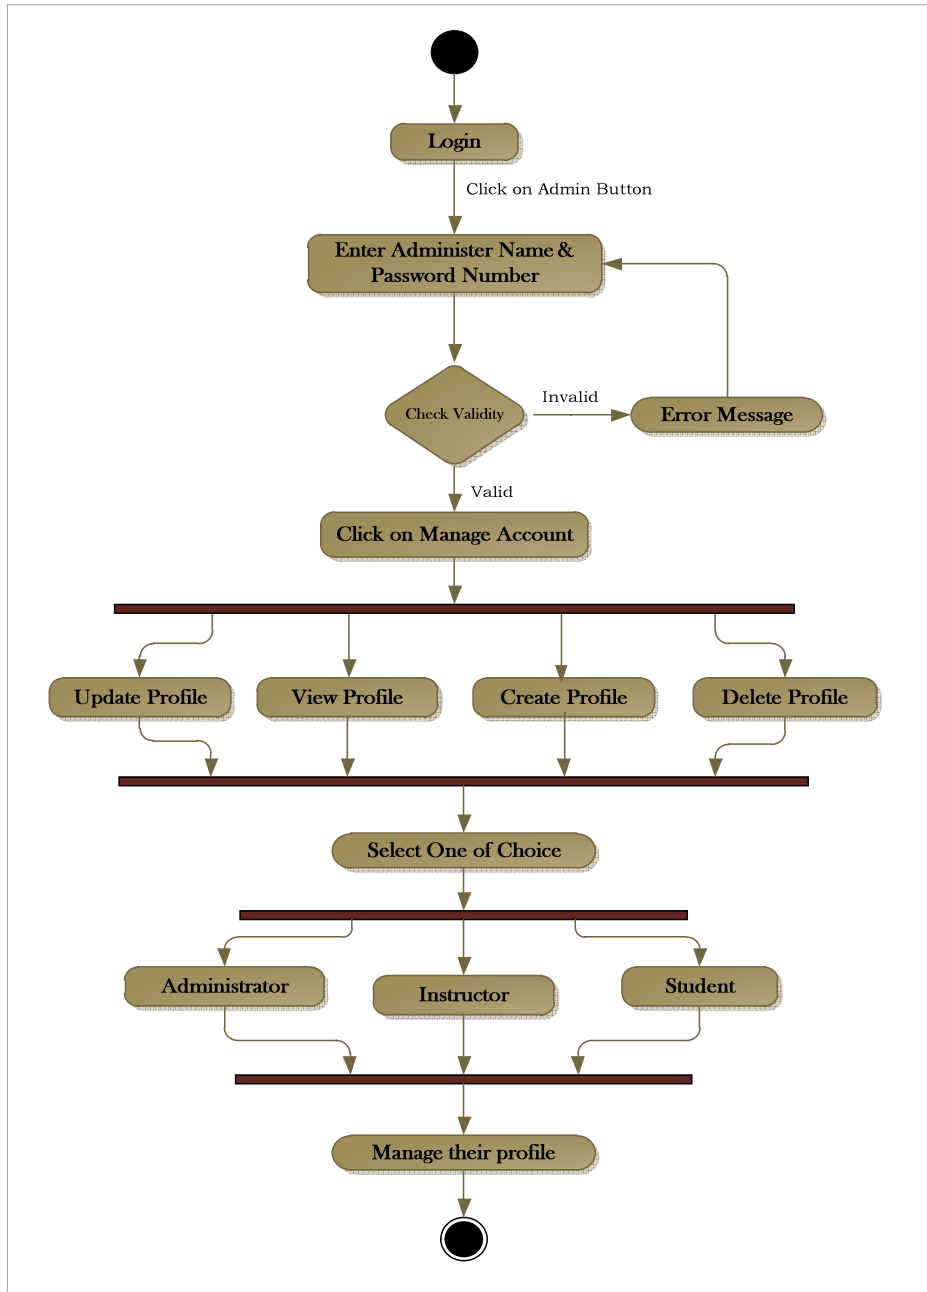 Login
Click on Admin Button
Enter Administer Name &
Password Number
Check Validity
Invalid
Error Message
Valid
Click on Manage Account
Update Profile
View Profile
Create Profile
Delete Profile
Select One of Choice
Administrator
Instructor
Student
Manage their profile